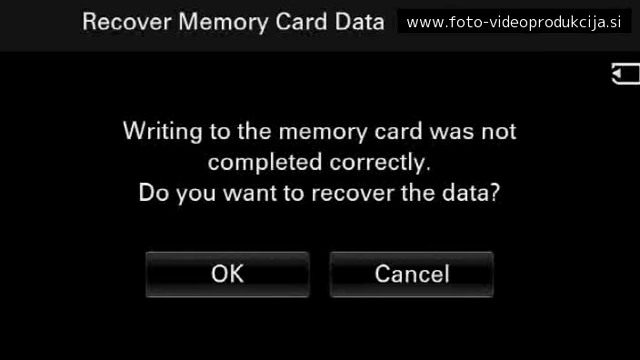 Recover Memory Card Data
www.foto-videoprodukcija.si
Writing to the memory card was not
completed correctly.
Do you want to recover the data?
OK
Cancel